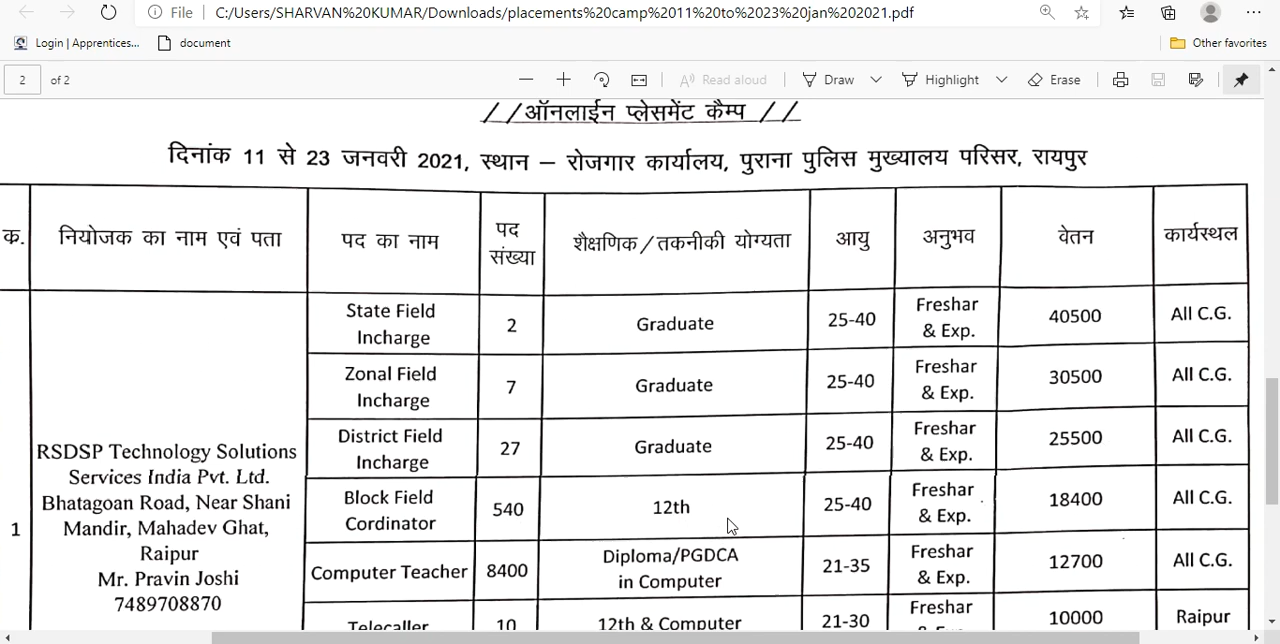 File C:/Users/SHARVAN%20KUMAR/Downloads/placements%20camp%2011%20to%2023%20jan%202021.pdf
Login | Apprentices... document Other favorites
2 of 2 Read aloud Draw Highlight Erase
//ऑनलाईन प्लेसमेंट कैम्प //
दिनांक 11 से 23 जनवरी 2021, स्थान – रोजगार कार्यालय, पुराना पुलिस मुख्यालय परिसर, रायपुर
क. नियोजक का नाम एवं पता पद का नाम पद संख्या शैक्षणिक/तकनीकी योग्यता आयु अनुभव वेतन कार्यस्थल
1
RSDSP Technology Solutions
Services India Pvt. Ltd.
Bhatagoan Road, Near Shani
Mandir, Mahadev Ghat,
Raipur
Mr. Pravin Joshi
7489708870
State Field Incharge 2 Graduate 25-40 Freshar & Exp. 40500 All C.G.
Zonal Field Incharge 7 Graduate 25-40 Freshar & Exp. 30500 All C.G.
District Field Incharge 27 Graduate 25-40 Freshar & Exp. 25500 All C.G.
Block Field Cordinator 540 12th 25-40 Freshar & Exp. 18400 All C.G.
Computer Teacher 8400 Diploma/PGDCA in Computer 21-35 Freshar & Exp. 12700 All C.G.
Telecaller 10 12th & Computer 21-30 Freshar 10000 Raipur